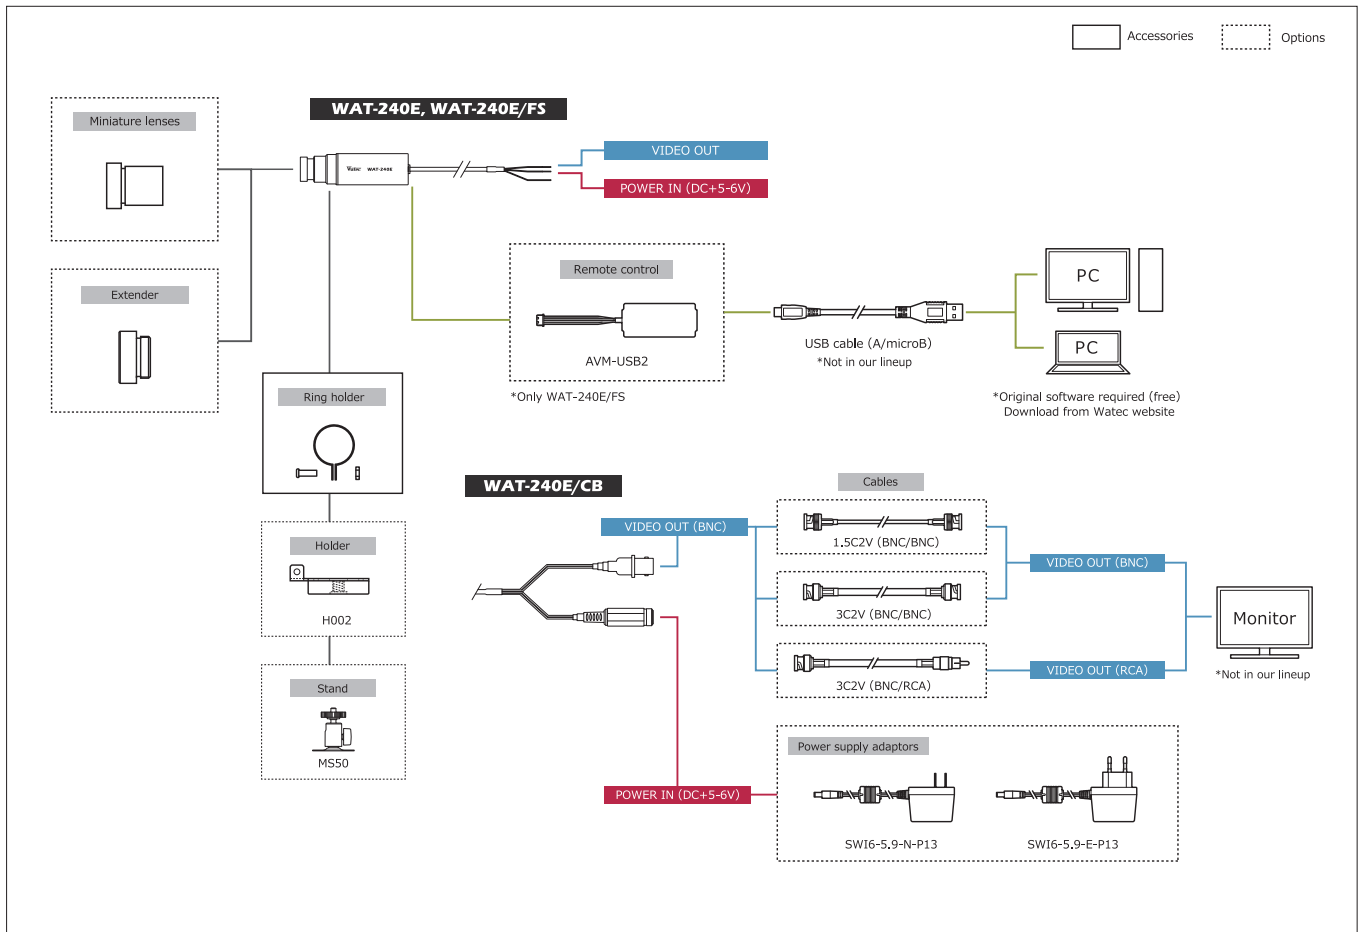 Accessories
Options
WAT-240E, WAT-240E/FS
Miniature lenses
Watec WAT-240E
VIDEO OUT
POWER IN (DC+5-6V)
Extender
Remote control
AVM-USB2
*Only WAT-240E/FS
USB cable (A/microB)
*Not in our lineup
PC
PC
*Original software required (free)
Download from Watec website
Ring holder
Holder
H002
Stand
MS50
WAT-240E/CB
Cables
VIDEO OUT (BNC)
1.5C2V (BNC/BNC)
3C2V (BNC/BNC)
3C2V (BNC/RCA)
VIDEO OUT (BNC)
VIDEO OUT (RCA)
Monitor
*Not in our lineup
POWER IN (DC+5-6V)
Power supply adaptors
SWI6-5.9-N-P13
SWI6-5.9-E-P13